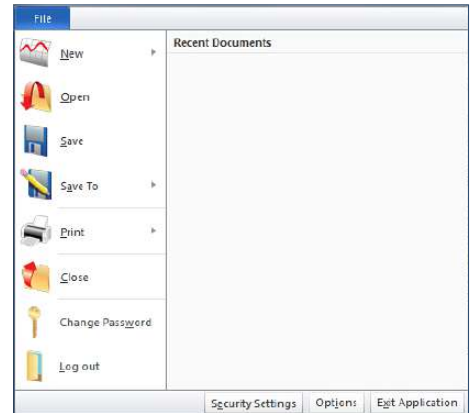 File
New
Recent Documents
Open
Save
Save To
Print
Close
Change Password
Log out
Security Settings Options Exit Application